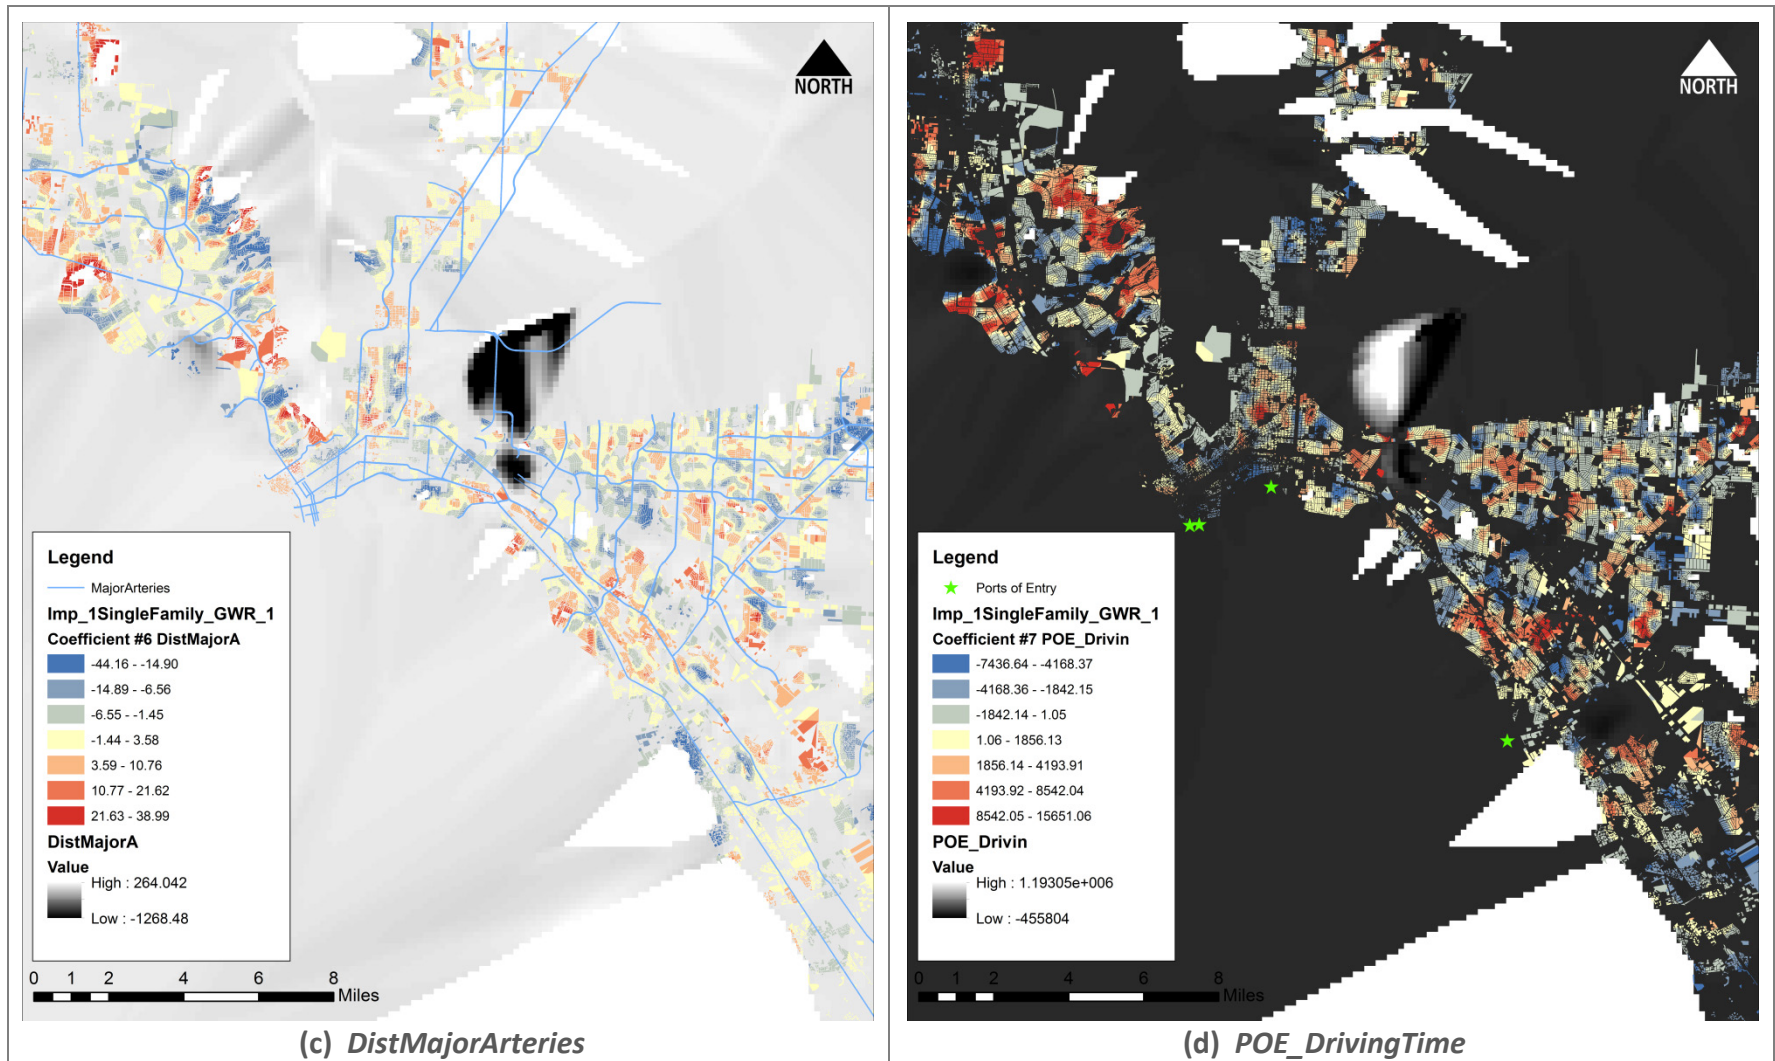 NORTH
Legend
MajorArteries
Imp_1SingleFamily_GWR_1
Coefficient #6 DistMajorA
-44.16 - -14.90
-14.89 - -6.56
-6.55 - -1.45
-1.44 - 3.58
3.59 - 10.76
10.77 - 21.62
21.63 - 38.99
DistMajorA
Value
High : 264.042
Low : -1268.48
0 1 2 4 6 8
Miles
(c) DistMajorArteries
NORTH
Legend
Ports of Entry
Imp_1SingleFamily_GWR_1
Coefficient #7 POE_Drivin
-7436.64 - -4168.37
-4168.36 - -1842.15
-1842.14 - 1.05
1.06 - 1856.13
1856.14 - 4193.91
4193.92 - 8542.04
8542.05 - 15651.06
POE_Drivin
Value
High : 1.19305e+006
Low : -455804
0 1 2 4 6 8
Miles
(d) POE_DrivingTime